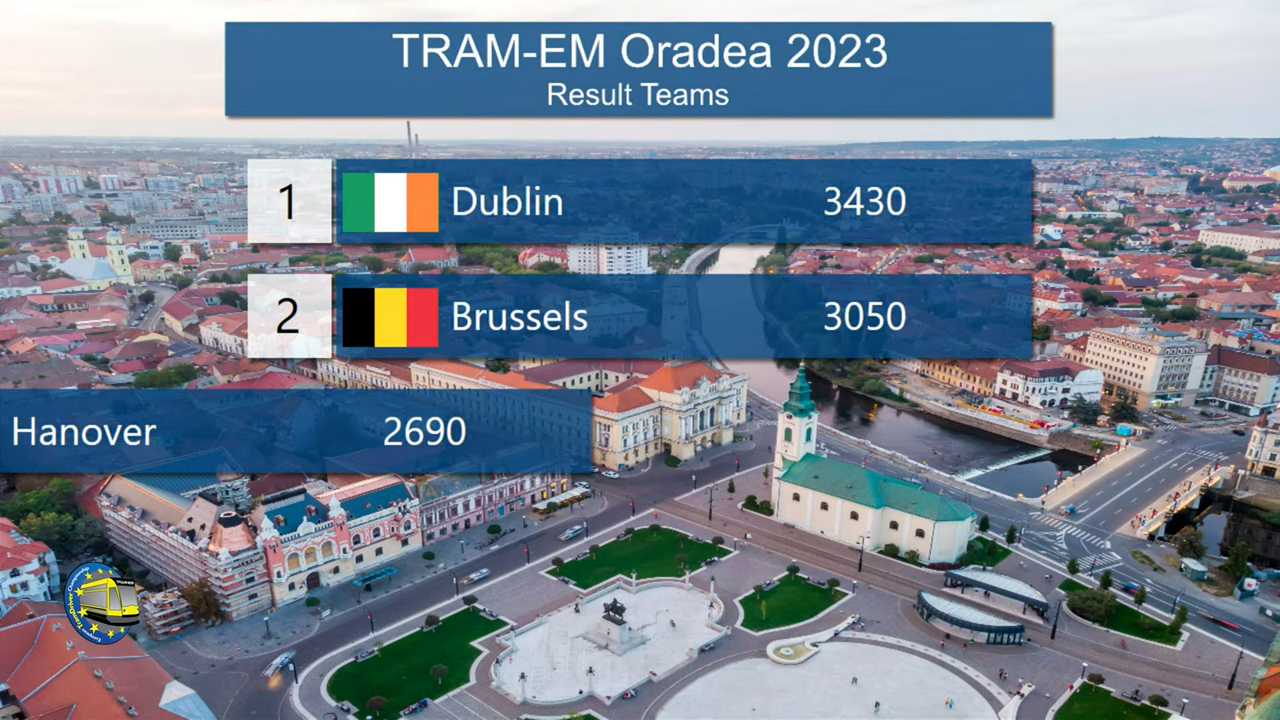 TRAM-EM Oradea 2023
Result Teams
1 Dublin 3430
2 Brussels 3050
Hanover 2690